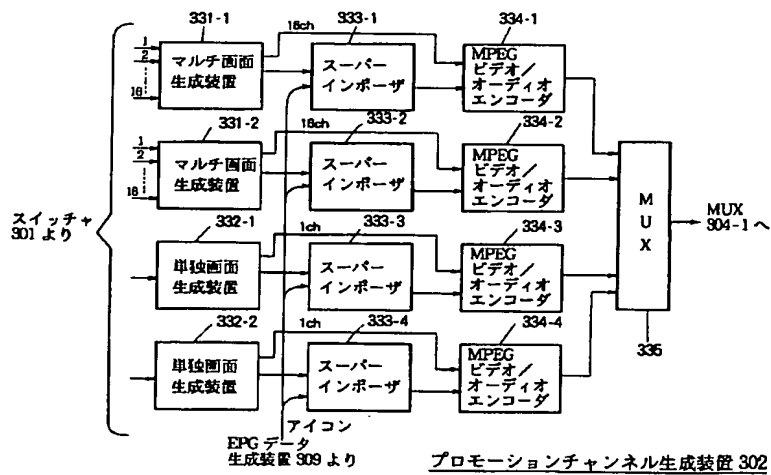 331-1
333-1
334-1
16ch
1
2
16
マルチ画面
生成装置
スーパー
インポーザ
MPEG
ビデオ／
オーディオ
エンコーダ
331-2
16ch
333-2
334-2
1
2
16
マルチ画面
生成装置
スーパー
インポーザ
MPEG
ビデオ／
オーディオ
エンコーダ
スイッチャ
301 より
332-1
1ch
333-3
334-3
単独画面
生成装置
スーパー
インポーザ
MPEG
ビデオ／
オーディオ
エンコーダ
332-2
1ch
333-4
334-4
単独画面
生成装置
スーパー
インポーザ
MPEG
ビデオ／
オーディオ
エンコーダ
M
U
X
MUX
304-1 へ
335
アイコン
EPG データ
生成装置 309 より
プロモーションチャンネル生成装置 302